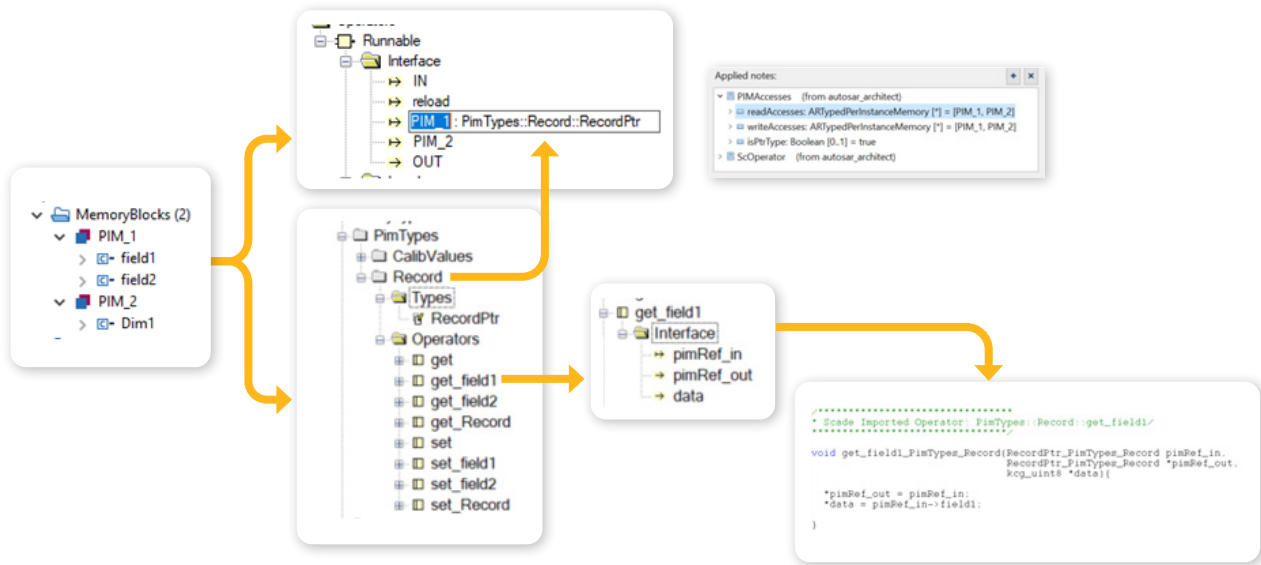 MemoryBlocks (2)
PIM_1
field1
field2
PIM_2
Dim1
Runnable
Interface
IN
reload
PIM_1 : PimTypes::Record::RecordPtr
PIM_2
OUT
PimTypes
CalibValues
Record
Types
RecordPtr
Operators
get
get_field1
get_field2
get_Record
set
set_field1
set_field2
set_Record
get_field1
Interface
pimRef_in
pimRef_out
data
Applied notes:
PIMAccesses (from autosar_architect)
readAccesses: ARTypedPerInstanceMemory [*] = [PIM_1, PIM_2]
writeAccesses: ARTypedPerInstanceMemory [*] = [PIM_1, PIM_2]
isPtrType: Boolean [0..1] = true
ScOperator (from autosar_architect)
/********************************
* Scade Imported Operator: PimTypes::Record::get_field1/
********************************/
void get_field1_PimTypes_Record(RecordPtr_PimTypes_Record pimRef_in,
RecordPtr_PimTypes_Record *pimRef_out,
kcg_uint8 *data){
*pimRef_out = pimRef_in;
*data = pimRef_in->field1;
}